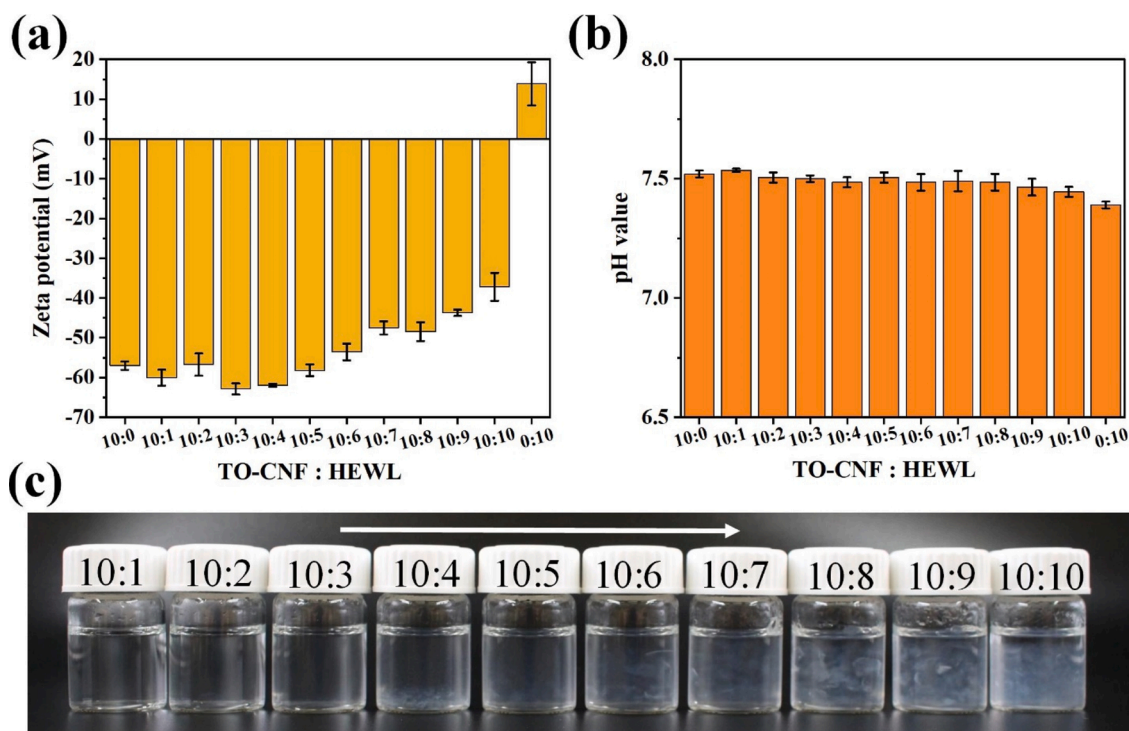 (a)
Zeta potential (mV)
20
10
0
-10
-20
-30
-40
-50
-60
-70
10:0 10:1 10:2 10:3 10:4 10:5 10:6 10:7 10:8 10:9 10:10 0:10
TO-CNF : HEWL
(b)
pH value
8.0
7.5
7.0
6.5
10:0 10:1 10:2 10:3 10:4 10:5 10:6 10:7 10:8 10:9 10:10 0:10
TO-CNF : HEWL
(c)
10:1 10:2 10:3 10:4 10:5 10:6 10:7 10:8 10:9 10:10